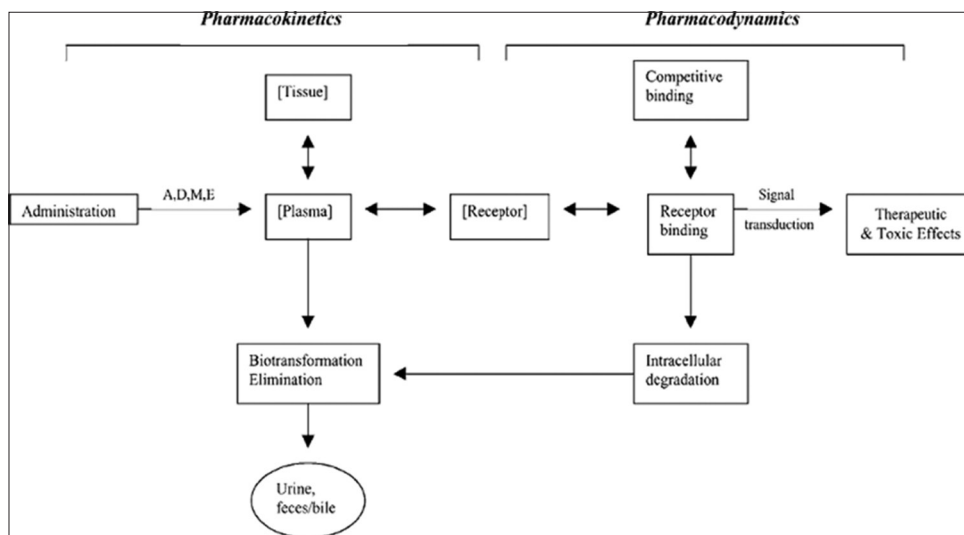 Pharmacokinetics
Pharmacodynamics
[Tissue]
Competitive
binding
Administration
A,D,M,E
[Plasma]
[Receptor]
Receptor
binding
Signal
transduction
Therapeutic
& Toxic Effects
Biotransformation
Elimination
Intracellular
degradation
Urine,
feces/bile